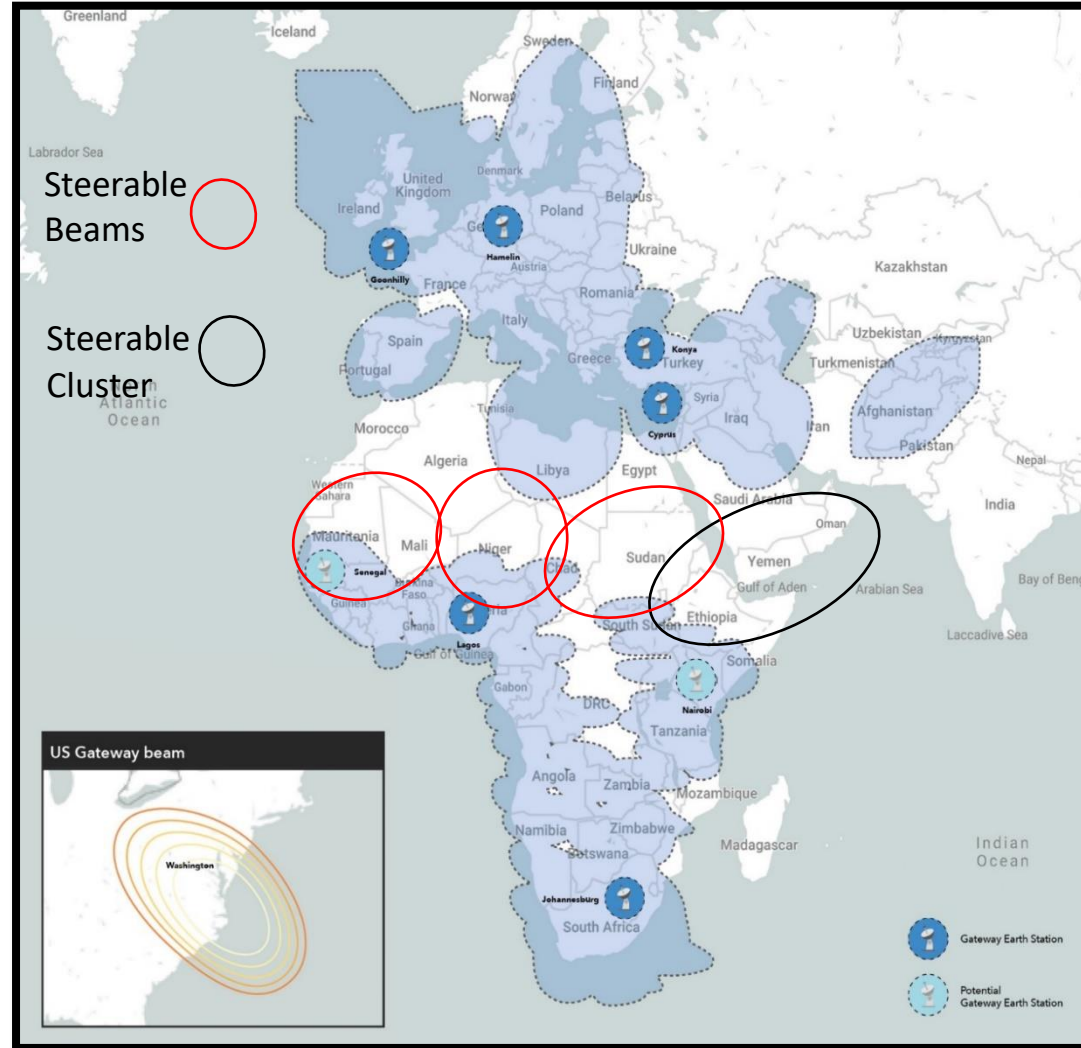 Greenland
Iceland
Sweden
Finland
Norway
Labrador Sea
Steerable
Beams
United
Kingdom
Denmark
Ireland
Belarus
Poland
Goonhilly
Hamelin
Ukraine
Kazakhstan
Austria
France
Romania
Steerable
Cluster
Italy
Uzbekistan
Kyrgyzstan
Spain
Konya
Turkey
Greece
Turkmenistan
Portugal
Atlantic
Ocean
Tunisia
Syria
Cyprus
Iraq
Iran
Afghanistan
Morocco
Pakistan
Algeria
Libya
Egypt
Nepal
Western
Sahara
Saudi Arabia
India
Oman
Mauritania
Mali
Niger
Sudan
Yemen
Chad
Senegal
Gulf of Aden
Arabian Sea
Bay of Beng
Burkina
Faso
Guinea
Ghana
Ethiopia
South Sudan
Laccadive Sea
Lagos
Gulf of Guinea
Somalia
Gabon
DRC
Nairobi
Tanzania
US Gateway beam
Angola
Zambia
Mozambique
Namibia
Zimbabwe
Madagascar
Botswana
Indian
Ocean
Washington
Johannesburg
South Africa
Gateway Earth Station
Potential
Gateway Earth Station